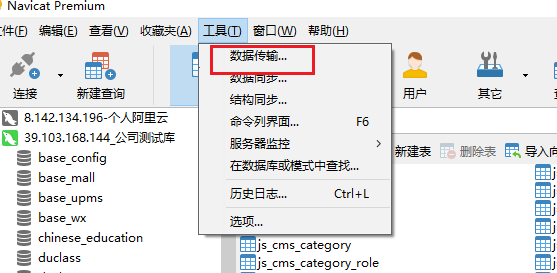 Navicat Premium
件(F) 编辑(E) 查看(V) 收藏夹(A) 工具(T) 窗口(W) 帮助(H)
连接 新建查询 用户 其它
数据传输...
数据同步...
结构同步...
命令列界面... F6
服务器监控
在数据库或模式中查找...
历史日志... Ctrl+L
选项...
新建表 删除表 导入向
8.142.134.196-个人阿里云
39.103.168.144_公司测试库
base_config
base_mall
base_upms
base_wx
chinese_education
duclass
js_cms_category
js_cms_category_role